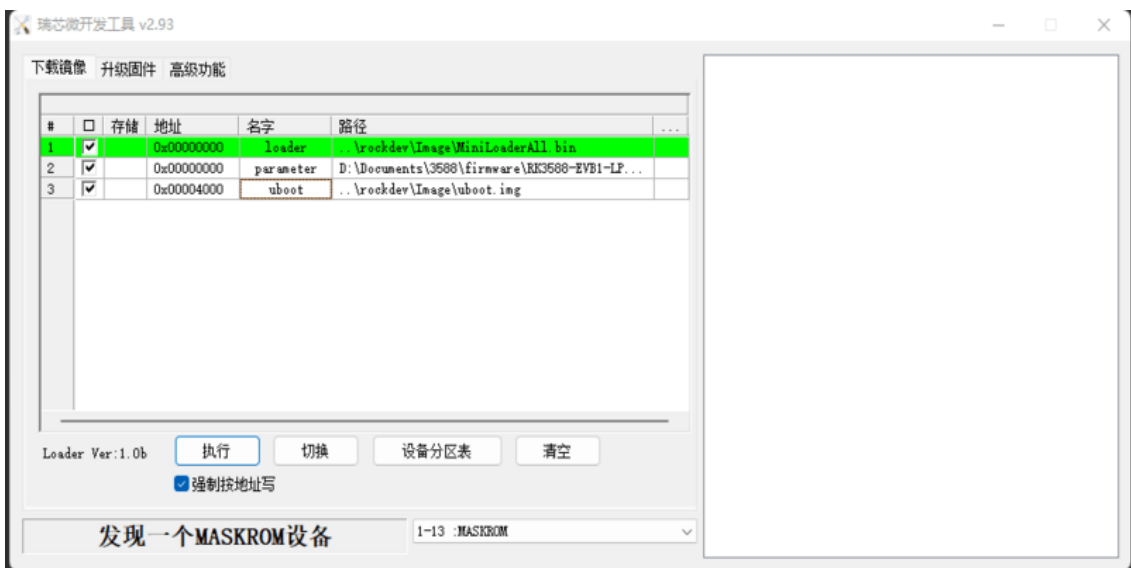 瑞芯微开发工具 v2.93
下载镜像 升级固件 高级功能
# 存储 地址 名字 路径 ...
1 0x00000000 loader ..\rockdev\Image\MiniLoaderAll.bin
2 0x00000000 parameter D:\Documents\3588\firmware\RK3588-EVB1-LP...
3 0x00004000 uboot ..\rockdev\Image\uboot.img
Loader Ver:1.0b 执行 切换 设备分区表 清空
强制按地址写
发现一个MASKROM设备 1-13 :MASKROM